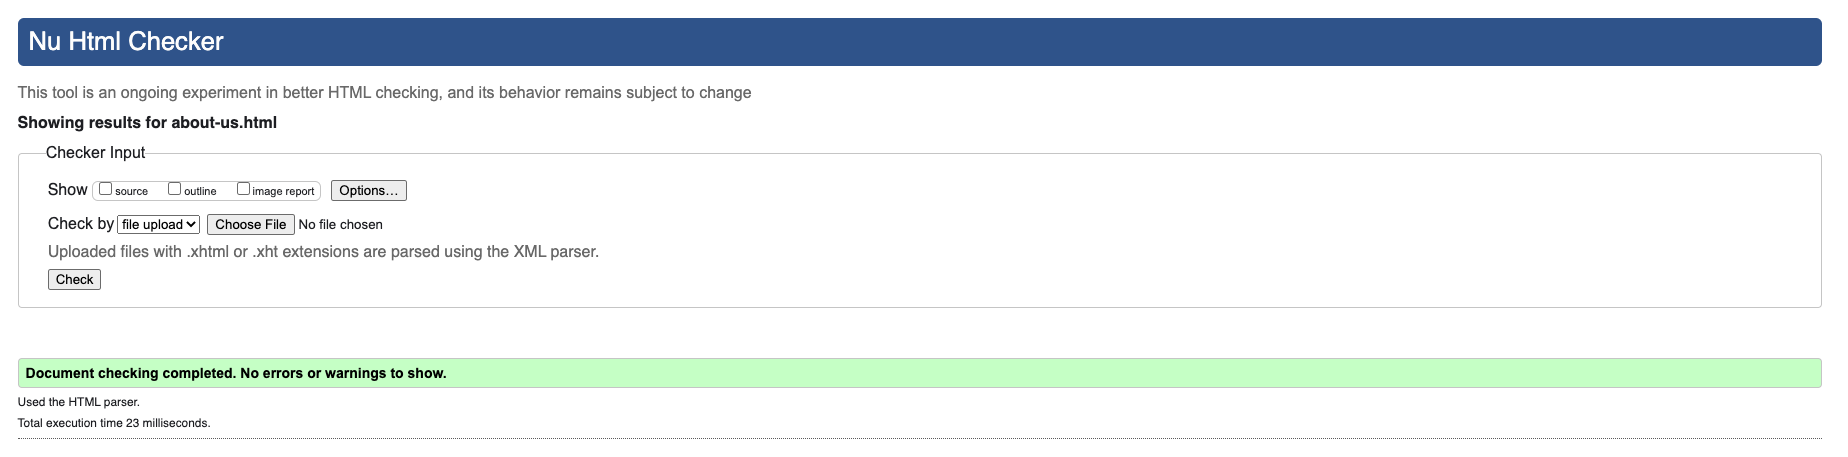 Nu Html Checker
This tool is an ongoing experiment in better HTML checking, and its behavior remains subject to change
Showing results for about-us.html
Checker Input
Show source outline image report Options...
Check by file upload Choose File No file chosen
Uploaded files with .xhtml or .xht extensions are parsed using the XML parser.
Check
Document checking completed. No errors or warnings to show.
Used the HTML parser.
Total execution time 23 milliseconds.